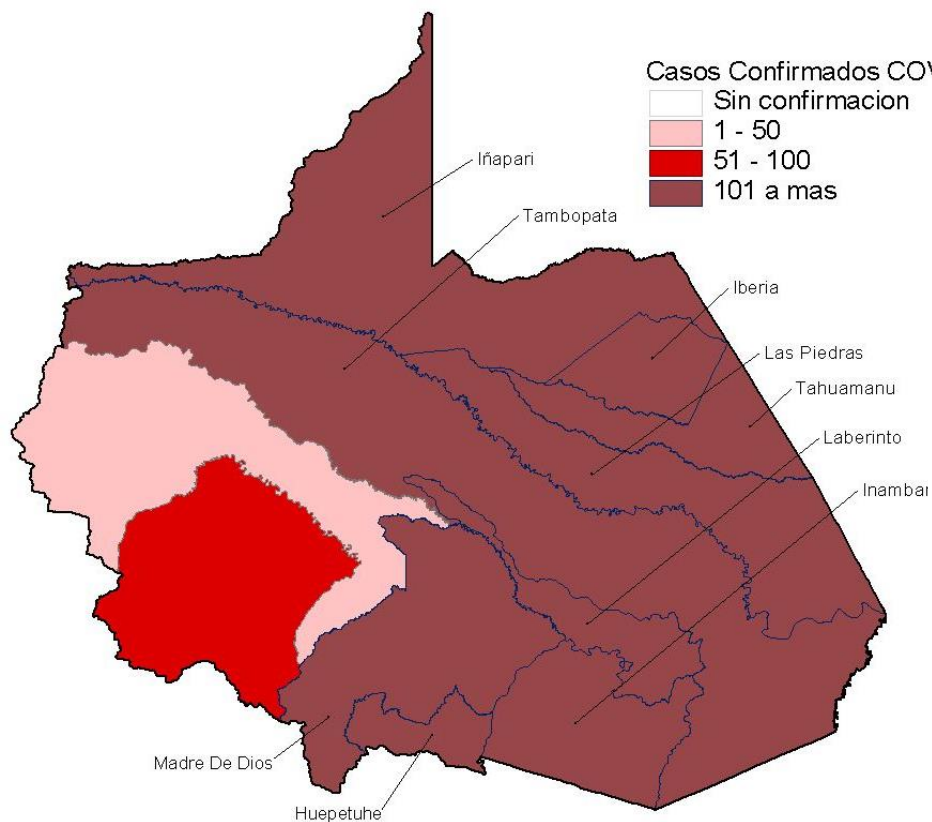 Casos Confirmados COV
Sin confirmacion
1 - 50
51 - 100
101 a mas
Iñapari
Tambopata
Iberia
Las Piedras
Tahuamanu
Laberinto
Inambar
Madre De Dios
Huepetuhe